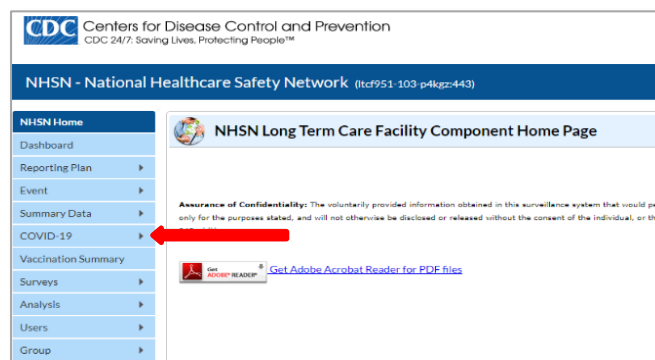 CDC Centers for Disease Control and Prevention
CDC 24/7: Saving Lives, Protecting People™
NHSN - National Healthcare Safety Network (ltcf951-103-p4kgz:443)
NHSN Home
Dashboard
Reporting Plan
Event
Summary Data
COVID-19
Vaccination Summary
Surveys
Analysis
Users
Group
NHSN Long Term Care Facility Component Home Page
Assurance of Confidentiality: The voluntarily provided information obtained in this surveillance system that would
only for the purposes stated, and will not otherwise be disclosed or released without the consent of the individual, or
Get ADOBE® READER®
Get Adobe Acrobat Reader for PDF files